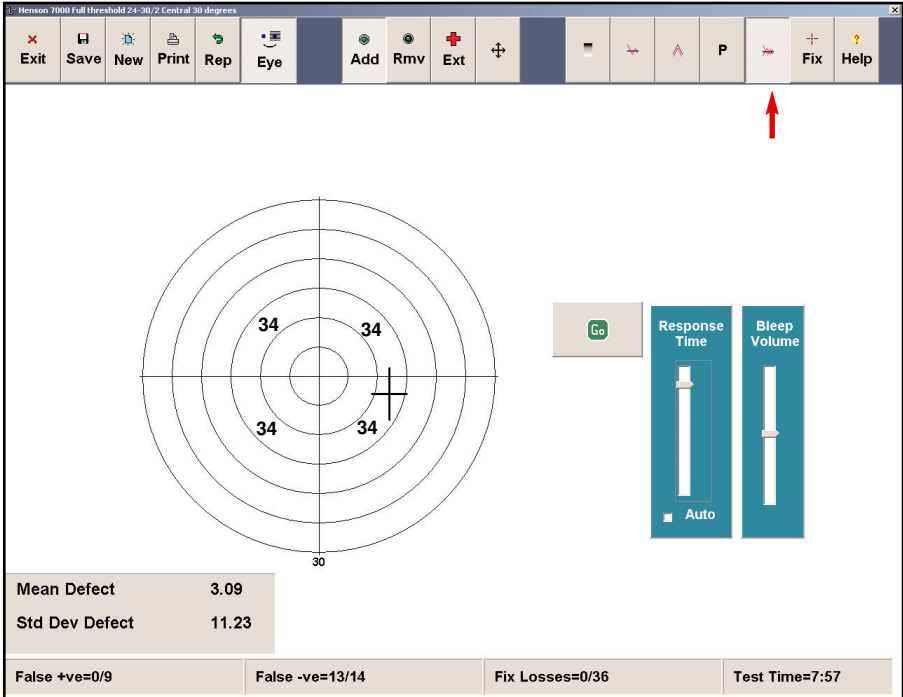 Henson 7000 Full threshold 24-30/2 Central 30 degrees
Exit Save New Print Rep Eye Add Rmv Ext P Fix Help
34 34
Go
Response Time
Bleep Volume
34 34
Auto
30
Mean Defect 3.09
Std Dev Defect 11.23
False +ve=0/9 False -ve=13/14 Fix Losses=0/36 Test Time=7:57